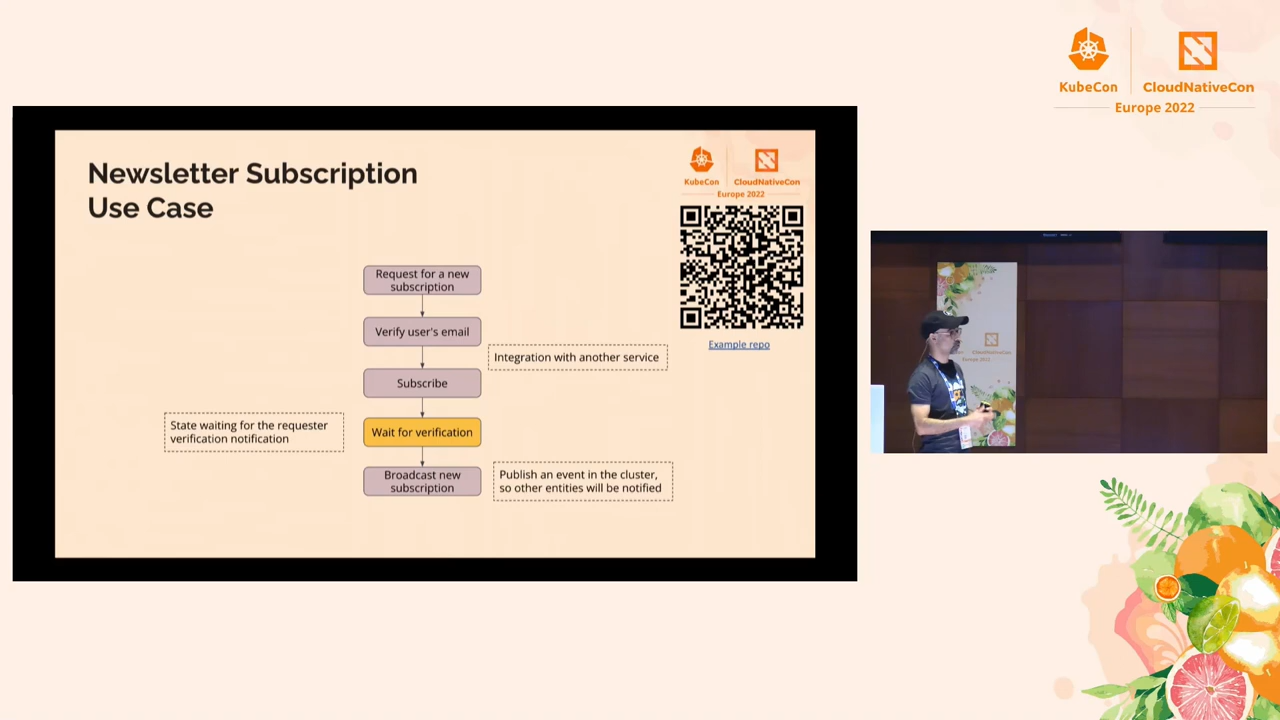 KubeCon
CloudNativeCon
Europe 2022
Newsletter Subscription
Use Case
KubeCon
CloudNativeCon
Europe 2022
Request for a new
subscription
Verify user's email
Example repo
Integration with another service
Subscribe
State waiting for the requester
verification notification
Wait for verification
Broadcast new
subscription
Publish an event in the cluster,
so other entities will be notified